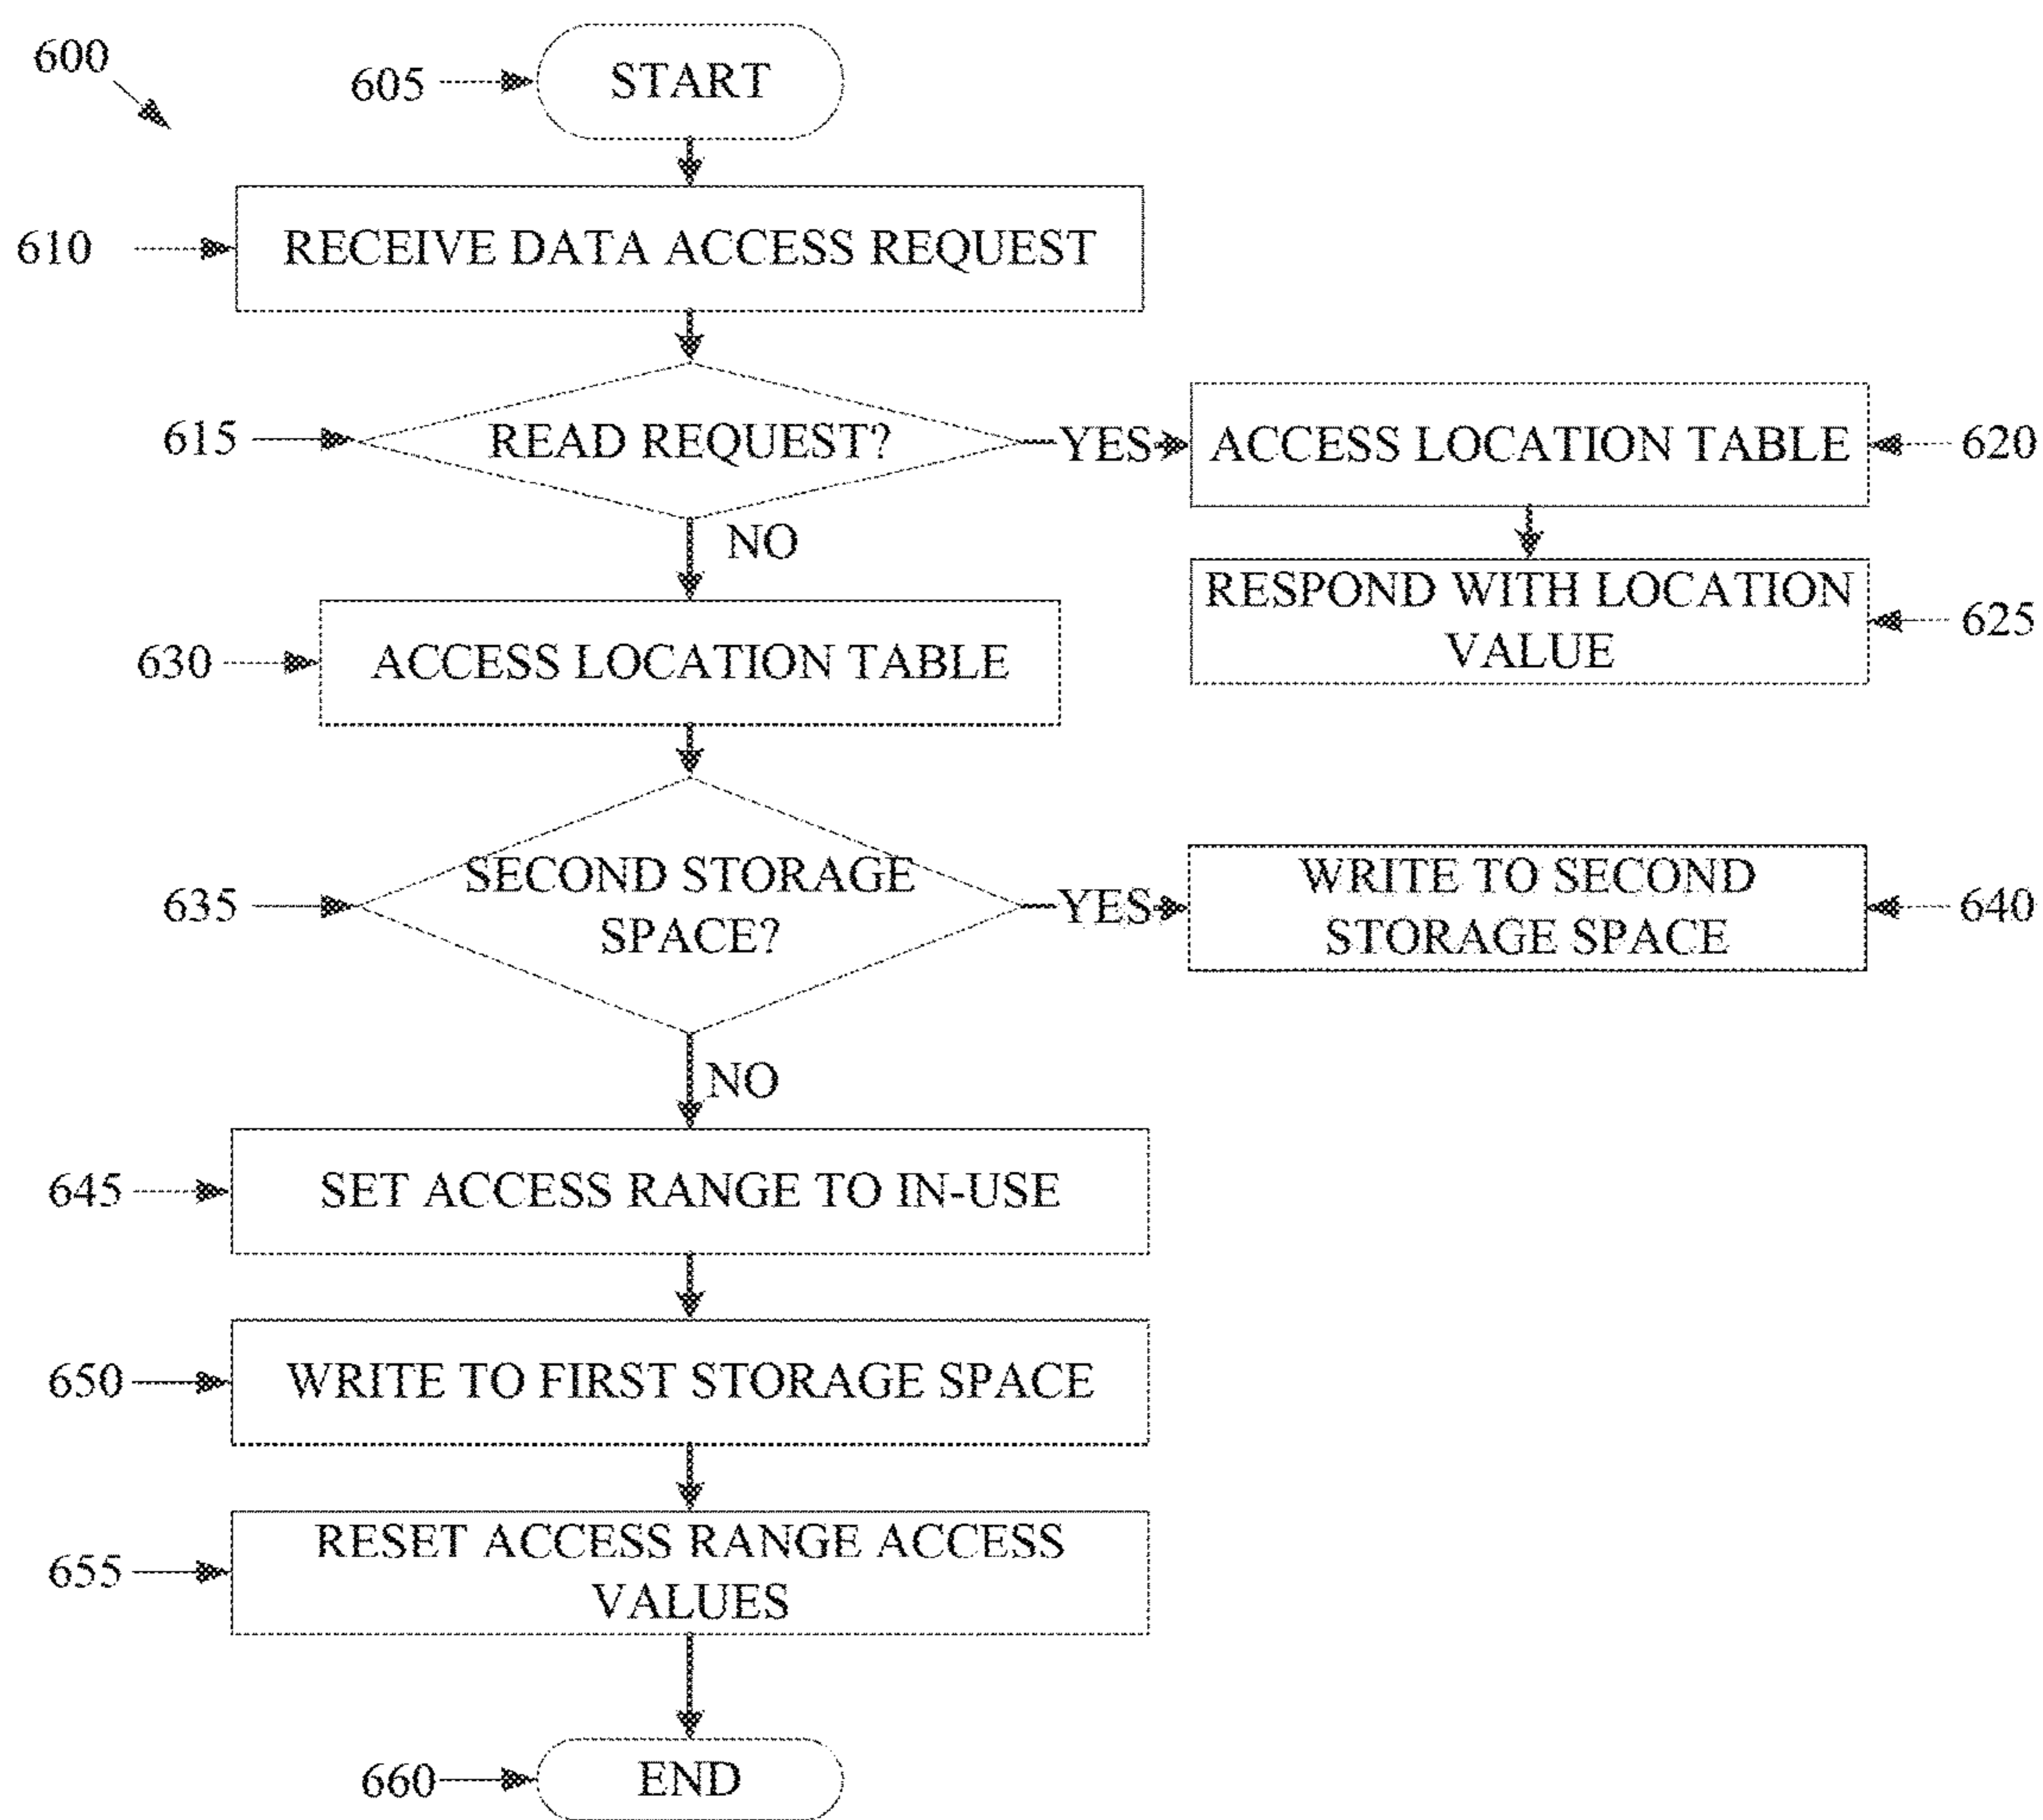 600
605
START
610
RECEIVE DATA ACCESS REQUEST
615
READ REQUEST?
YES
ACCESS LOCATION TABLE
620
NO
RESPOND WITH LOCATION
VALUE
625
630
ACCESS LOCATION TABLE
635
SECOND STORAGE
SPACE?
YES
WRITE TO SECOND
STORAGE SPACE
640
NO
645
SET ACCESS RANGE TO IN-USE
650
WRITE TO FIRST STORAGE SPACE
655
RESET ACCESS RANGE ACCESS
VALUES
660
END